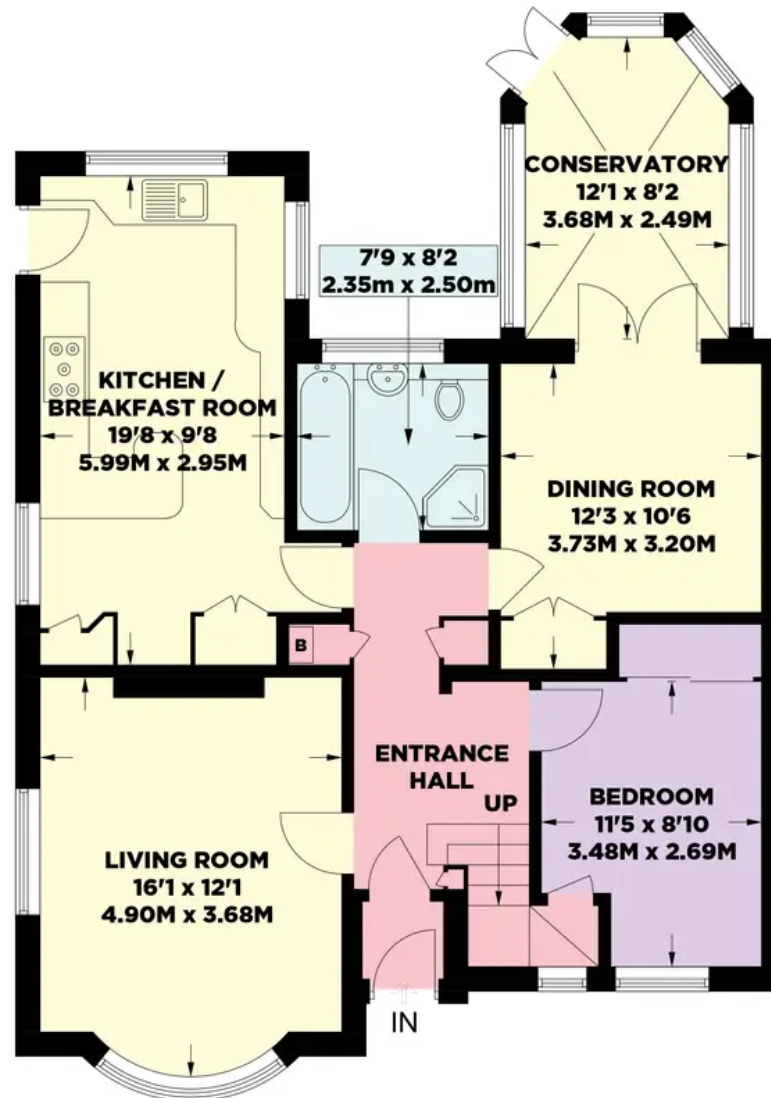 CONSERVATORY
12'1 x 8'2
3.68M x 2.49M
7'9 x 8'2
2.35m x 2.50m
KITCHEN /
BREAKFAST ROOM
19'8 x 9'8
5.99M x 2.95M
DINING ROOM
12'3 x 10'6
3.73M x 3.20M
B
ENTRANCE
HALL
UP
BEDROOM
11'5 x 8'10
3.48M x 2.69M
LIVING ROOM
16'1 x 12'1
4.90M x 3.68M
IN